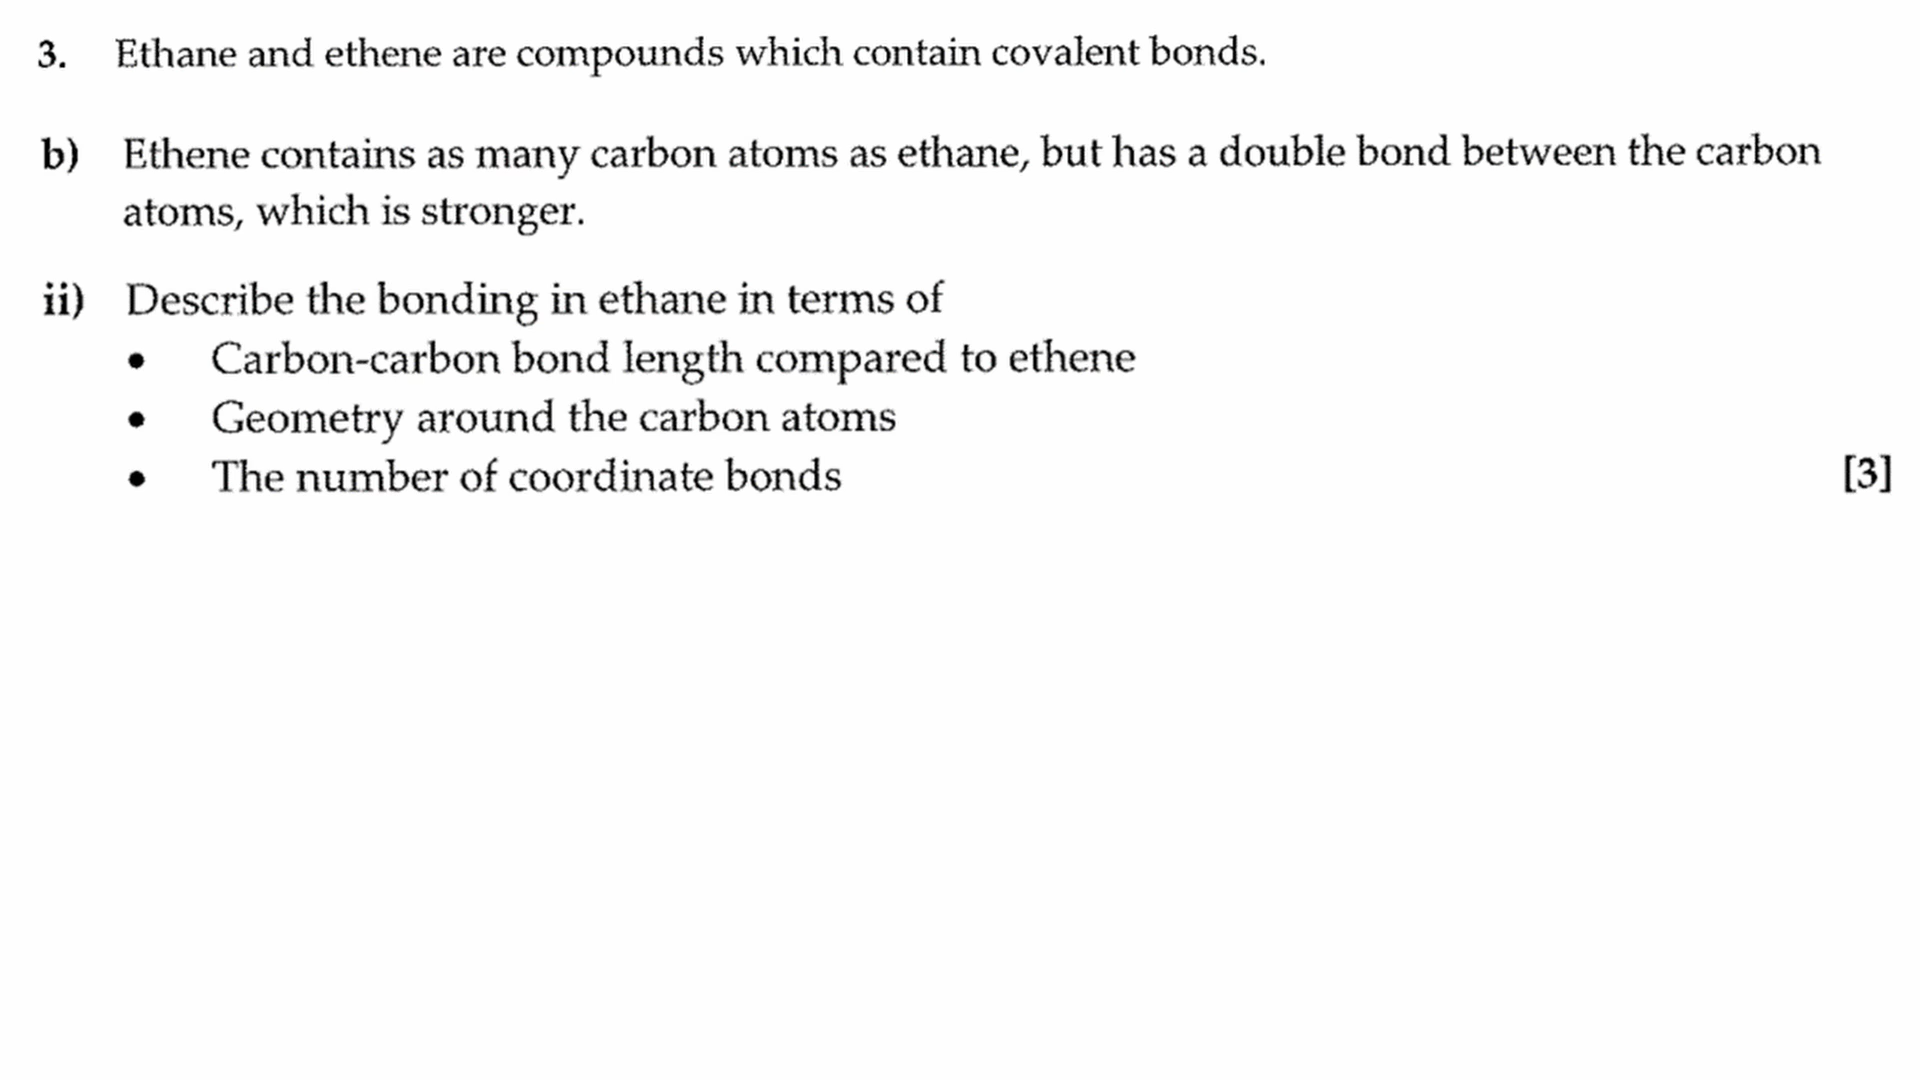 3. Ethane and ethene are compounds which contain covalent bonds.
b) Ethene contains as many carbon atoms as ethane, but has a double bond between the carbon
atoms, which is stronger.
ii) Describe the bonding in ethane in terms of
• Carbon-carbon bond length compared to ethene
• Geometry around the carbon atoms
• The number of coordinate bonds [3]